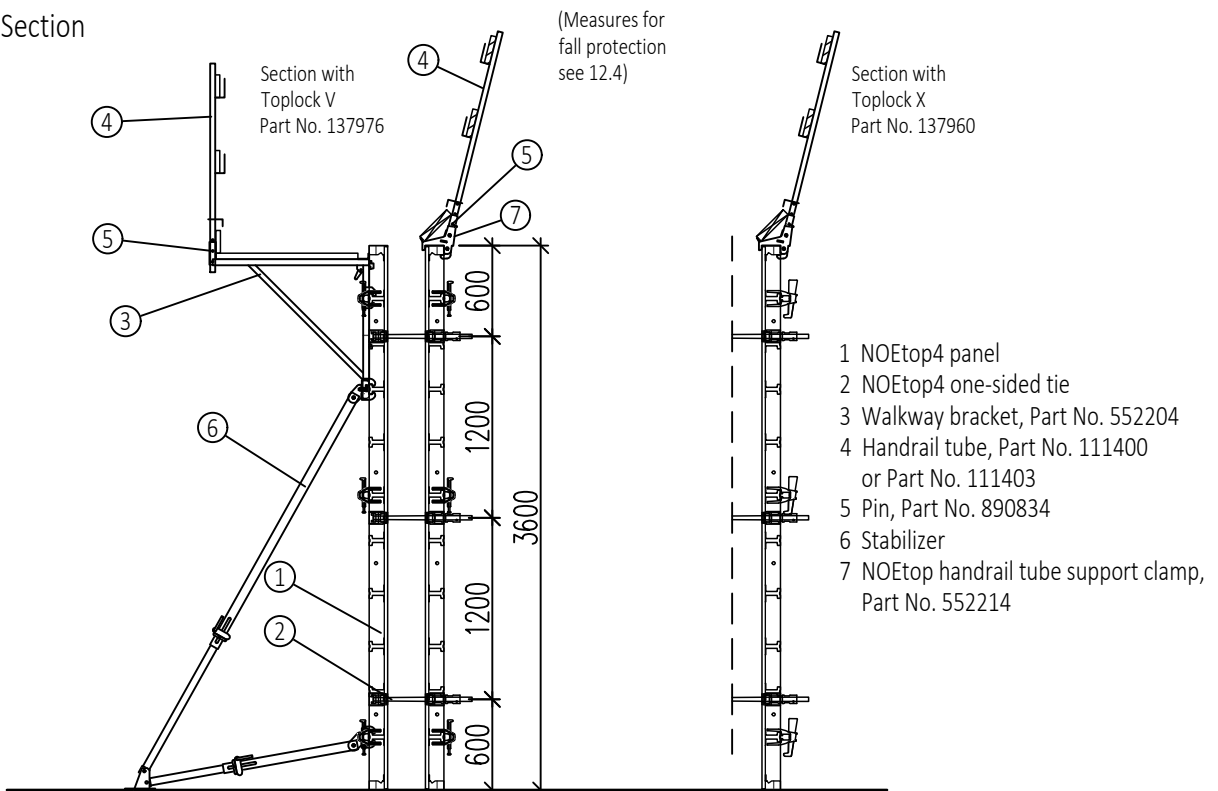 Section
(Measures for
fall protection
see 12.4)
4
Section with
Toplock V
Part No. 137976
Section with
Toplock X
Part No. 137960
4
5
7
5
3
600
6
1200
3600
1
1200
2
600
1 NOEtop4 panel
2 NOEtop4 one-sided tie
3 Walkway bracket, Part No. 552204
4 Handrail tube, Part No. 111400
or Part No. 111403
5 Pin, Part No. 890834
6 Stabilizer
7 NOEtop handrail tube support clamp,
Part No. 552214